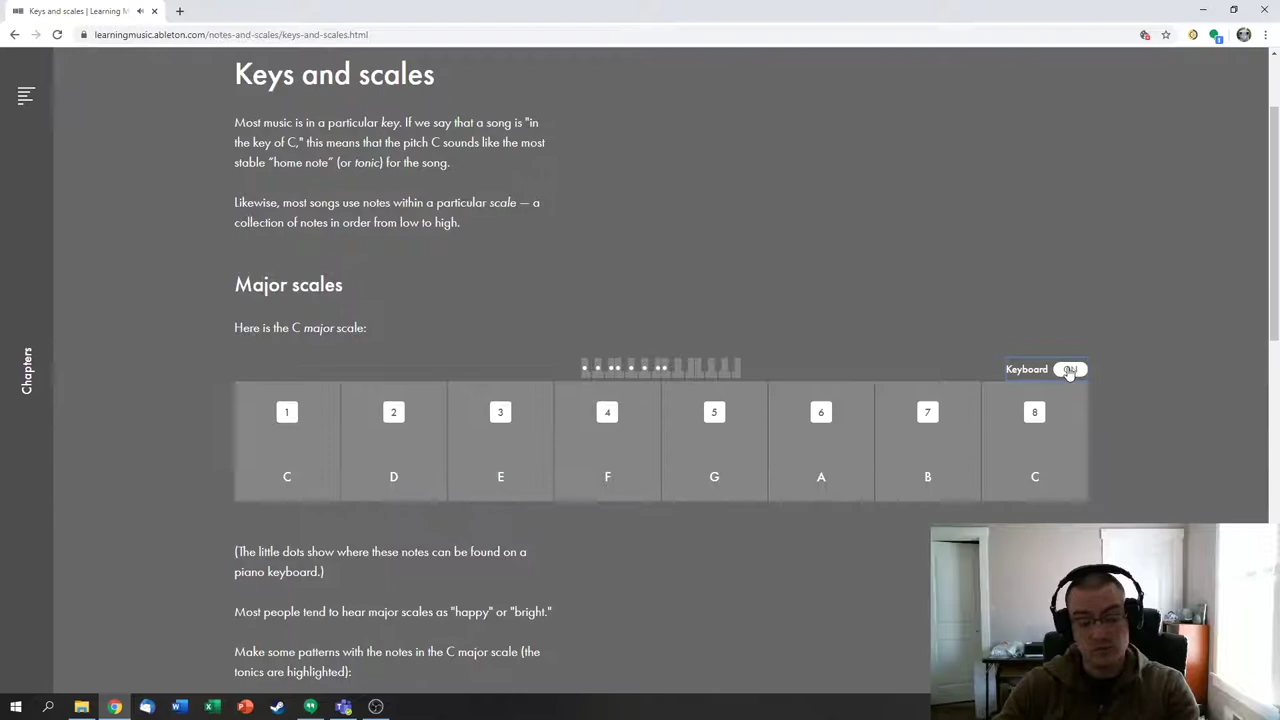 Keys and scales | Learning M
learningmusic.ableton.com/notes-and-scales/keys-and-scales.html
Keys and scales
Most music is in a particular key. If we say that a song is "in
the key of C," this means that the pitch C sounds like the most
stable “home note” (or tonic) for the song.
Likewise, most songs use notes within a particular scale — a
collection of notes in order from low to high.
Major scales
Here is the C major scale:
Keyboard
1 2 3 4 5 6 7 8
C D E F G A B C
Chapters
(The little dots show where these notes can be found on a
piano keyboard.)
Most people tend to hear major scales as "happy" or "bright."
Make some patterns with the notes in the C major scale (the
tonics are highlighted):